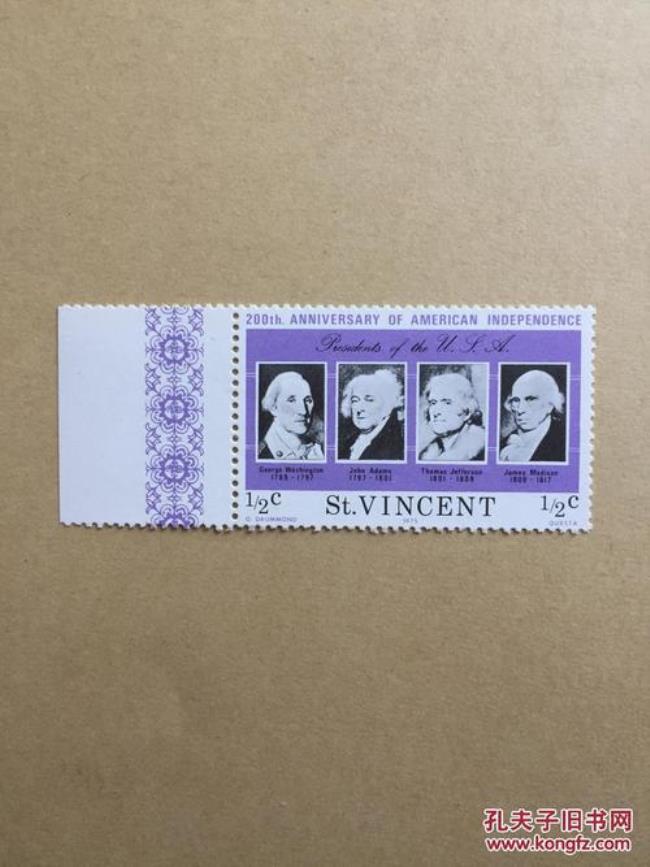 200th. ANNIVERSARY OF AMERICAN INDEPENDENCE
Presidents of the U.S.A.
George Washington
1789 - 1797
John Adams
1797 - 1801
Thomas Jefferson
1801 - 1809
James Madison
1809 - 1817
1/2c St.VINCENT 1/2c
G. DRUMMOND 1975 QUESTA
孔夫子旧书网
www.kongfz.com